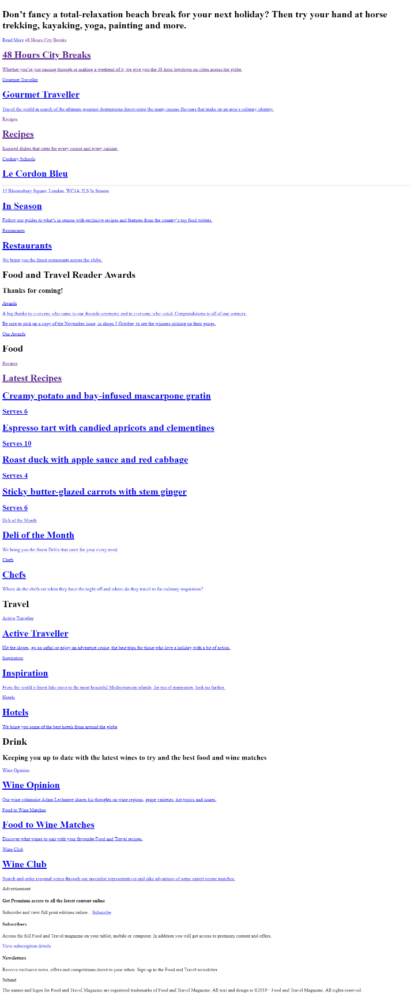 Don’t fancy a total-relaxation beach break for your next holiday? Then try your hand at horse
trekking, kayaking, yoga, painting and more.
Read More 48 Hours City Breaks
48 Hours City Breaks
Whether you’re just passing through or making a weekend of it, we give you the 48-hour lowdown on cities across the globe.
Gourmet Traveller
Gourmet Traveller
Travel the world in search of the ultimate gourmet destinations discovering the many unique flavours that make up an area’s culinary identity.
Recipes
Recipes
Inspired dishes that cater for every course and every cuisine.
Cookery Schools
Le Cordon Bleu
15 Bloomsbury Square, London, WC1A 2LS In Season
In Season
Follow our guides to what’s in season with exclusive recipes and features from the country’s top food writers.
Restaurants
Restaurants
We bring you the finest restaurants across the globe.
Food and Travel Reader Awards
Thanks for coming!
Awards
A big thanks to everyone who came to our Awards ceremony and to everyone who voted. Congratulations to all of our winners.
Be sure to pick up a copy of the November issue, in shops 5 October, to see the winners picking up their gongs.
Our Awards
Food
Recipes
Latest Recipes
Creamy potato and bay-infused mascarpone gratin
Serves 6
Espresso tart with candied apricots and clementines
Serves 10
Roast duck with apple sauce and red cabbage
Serves 4
Sticky butter-glazed carrots with stem ginger
Serves 6
Deli of the Month
Deli of the Month
We bring you the finest Deli's that cater for your every need.
Chefs
Chefs
Where do the chefs eat when they have the night off and where do they travel to for culinary inspiration?
Travel
Active Traveller
Active Traveller
Hit the slopes, go on safari or enjoy an adventure cruise, the best trips for those who love a holiday with a bit of action.
Inspiration
Inspiration
From the world's finest lake stays to the most beautiful Mediterranean islands, for travel inspiration, look no further.
Hotels
Hotels
We bring you some of the best hotels from around the globe
Drink
Keeping you up to date with the latest wines to try and the best food and wine matches
Wine Opinion
Wine Opinion
Our wine columnist Adam Lechmere shares his thoughts on wine regions, grape varieties, hot topics and issues.
Food to Wine Matches
Food to Wine Matches
Discover what wines to pair with your favourite Food and Travel recipes.
Wine Club
Wine Club
Search and order regional wines through our specialist representatives and take advantage of some expert recipe matches.
Advertisement
Get Premium access to all the latest content online
Subscribe and view full print editions online... Subscribe
Subscribers
Access the full Food and Travel magazine on your tablet, mobile or computer. In addition you will get access to premium content and offers.
View subscription details
Newsletters
Receive exclusive news, offers and competitions direct to your inbox. Sign up to the Food and Travel newsletter.
Submit
The names and logos for Food and Travel Magazine are registered trademarks of Food and Travel Magazine. All text and design is ©2019 · Food and Travel Magazine. All rights reserved.